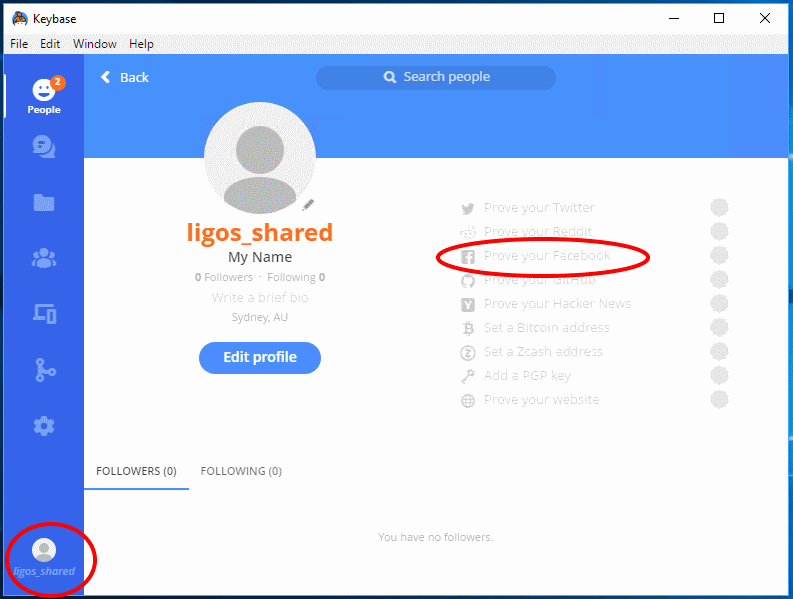 Keybase
File Edit Window Help
2
People
Back
Search people
ligos_shared
My Name
0 Followers · Following 0
Write a brief bio
Sydney, AU
Edit profile
Prove your Twitter
Prove your Reddit
Prove your Facebook
Prove your GitHub
Prove your Hacker News
Set a Bitcoin address
Set a Zcash address
Add a PGP key
Prove your website
FOLLOWERS (0) FOLLOWING (0)
You have no followers.
ligos_shared